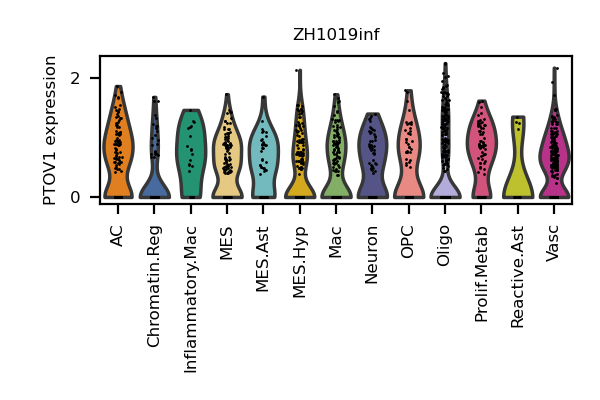 ZH1019inf
PTOV1 expression
2
0
AC
Chromatin.Reg
Inflammatory.Mac
MES
MES.Ast
MES.Hyp
Mac
Neuron
OPC
Oligo
Prolif.Metab
Reactive.Ast
Vasc